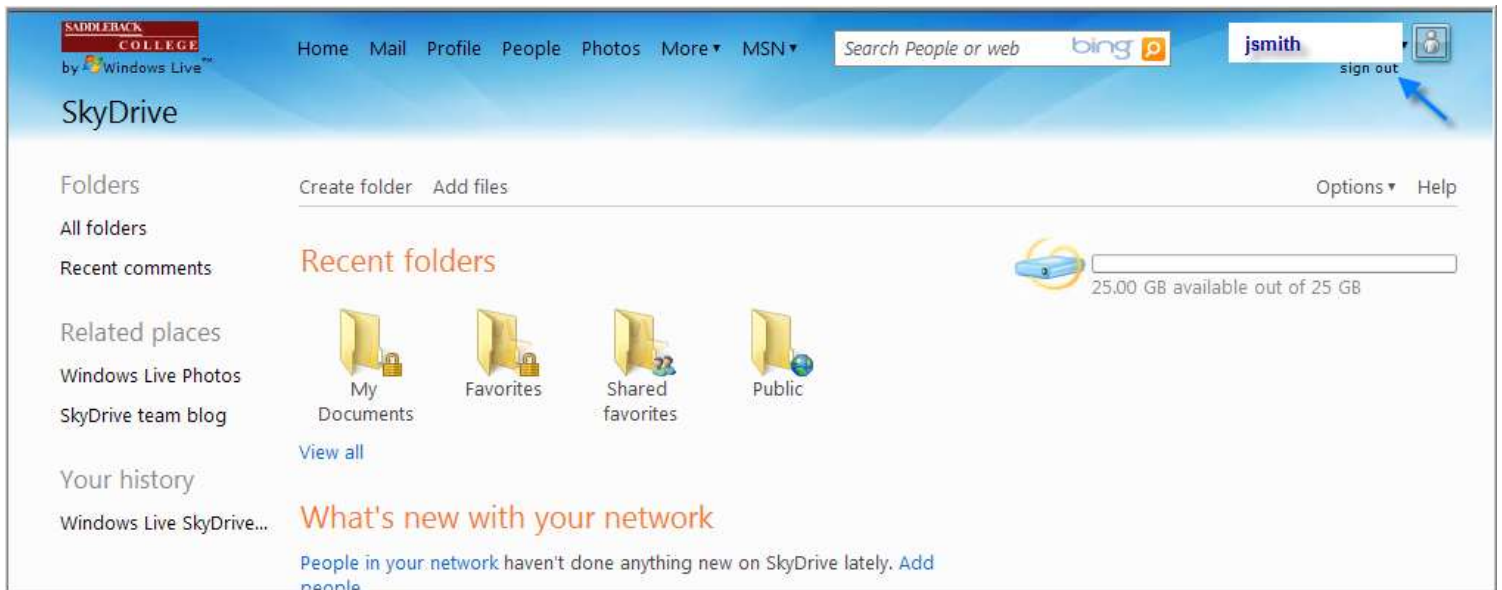 SADDLEBACK
COLLEGE
by Windows Live™
Home Mail Profile People Photos More MSN
Search People or web bing
jsmith
sign out
SkyDrive
Folders
All folders
Recent comments
Related places
Windows Live Photos
SkyDrive team blog
Your history
Windows Live SkyDrive...
Create folder Add files
Options Help
Recent folders
25.00 GB available out of 25 GB
My
Documents
Favorites
Shared
favorites
Public
View all
What's new with your network
People in your network haven't done anything new on SkyDrive lately. Add
people